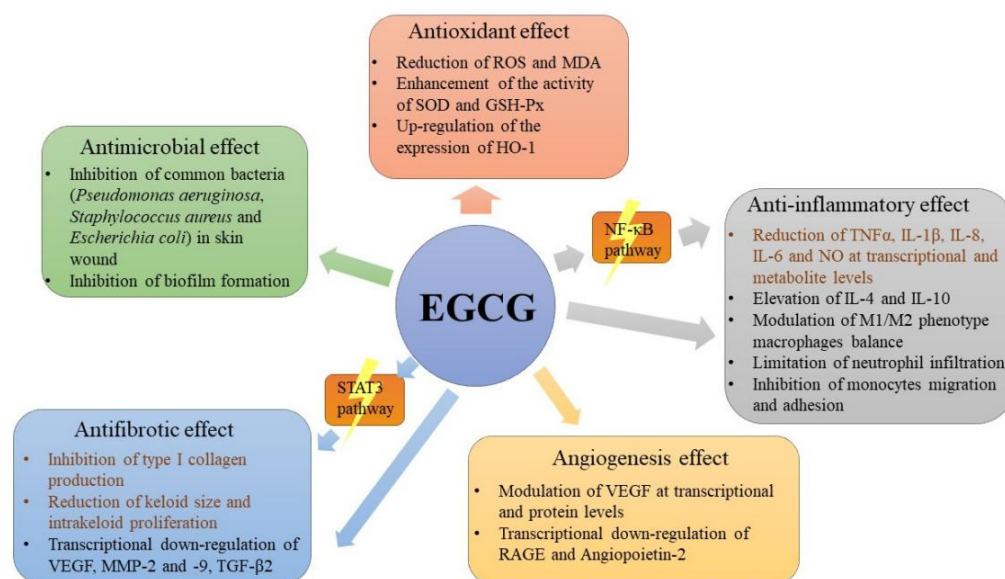 Antioxidant effect
• Reduction of ROS and MDA
• Enhancement of the activity
of SOD and GSH-Px
• Up-regulation of the
expression of HO-1
Antimicrobial effect
• Inhibition of common bacteria
(Pseudomonas aeruginosa,
Staphylococcus aureus and
Escherichia coli) in skin
wound
• Inhibition of biofilm formation
NF-κB
pathway
Anti-inflammatory effect
• Reduction of TNFα, IL-1β, IL-8,
IL-6 and NO at transcriptional and
metabolite levels
• Elevation of IL-4 and IL-10
• Modulation of M1/M2 phenotype
macrophages balance
• Limitation of neutrophil infiltration
• Inhibition of monocytes migration
and adhesion
EGCG
STAT3
pathway
Antifibrotic effect
• Inhibition of type I collagen
production
• Reduction of keloid size and
intrakeloid proliferation
• Transcriptional down-regulation of
VEGF, MMP-2 and -9, TGF-β2
Angiogenesis effect
• Modulation of VEGF at transcriptional
and protein levels
• Transcriptional down-regulation of
RAGE and Angiopoietin-2